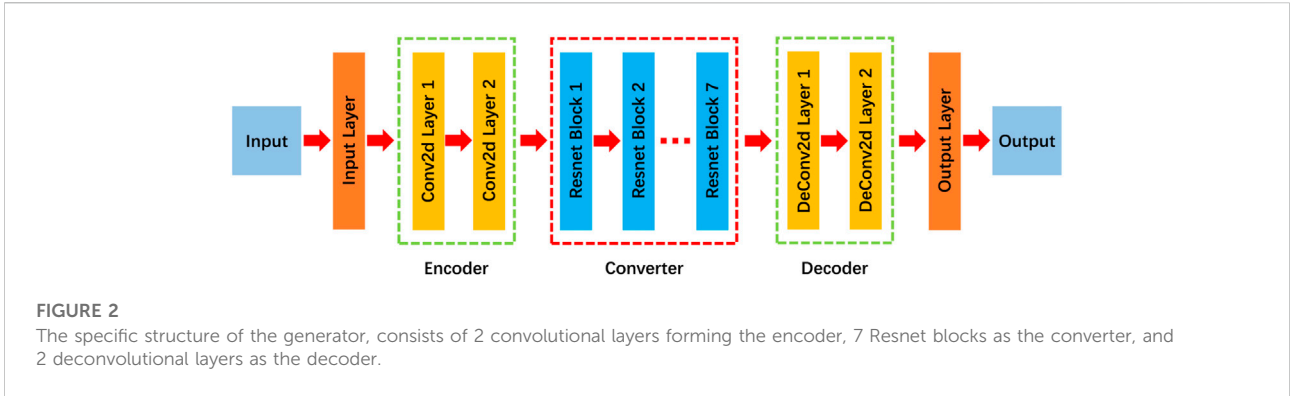 Input
Input Layer
Conv2d Layer 1
Conv2d Layer 2
Resnet Block 1
Resnet Block 2
Resnet Block 7
DeConv2d Layer 1
DeConv2d Layer 2
Output Layer
Output
Encoder
Converter
Decoder
FIGURE 2
The specific structure of the generator, consists of 2 convolutional layers forming the encoder, 7 Resnet blocks as the converter, and
2 deconvolutional layers as the decoder.